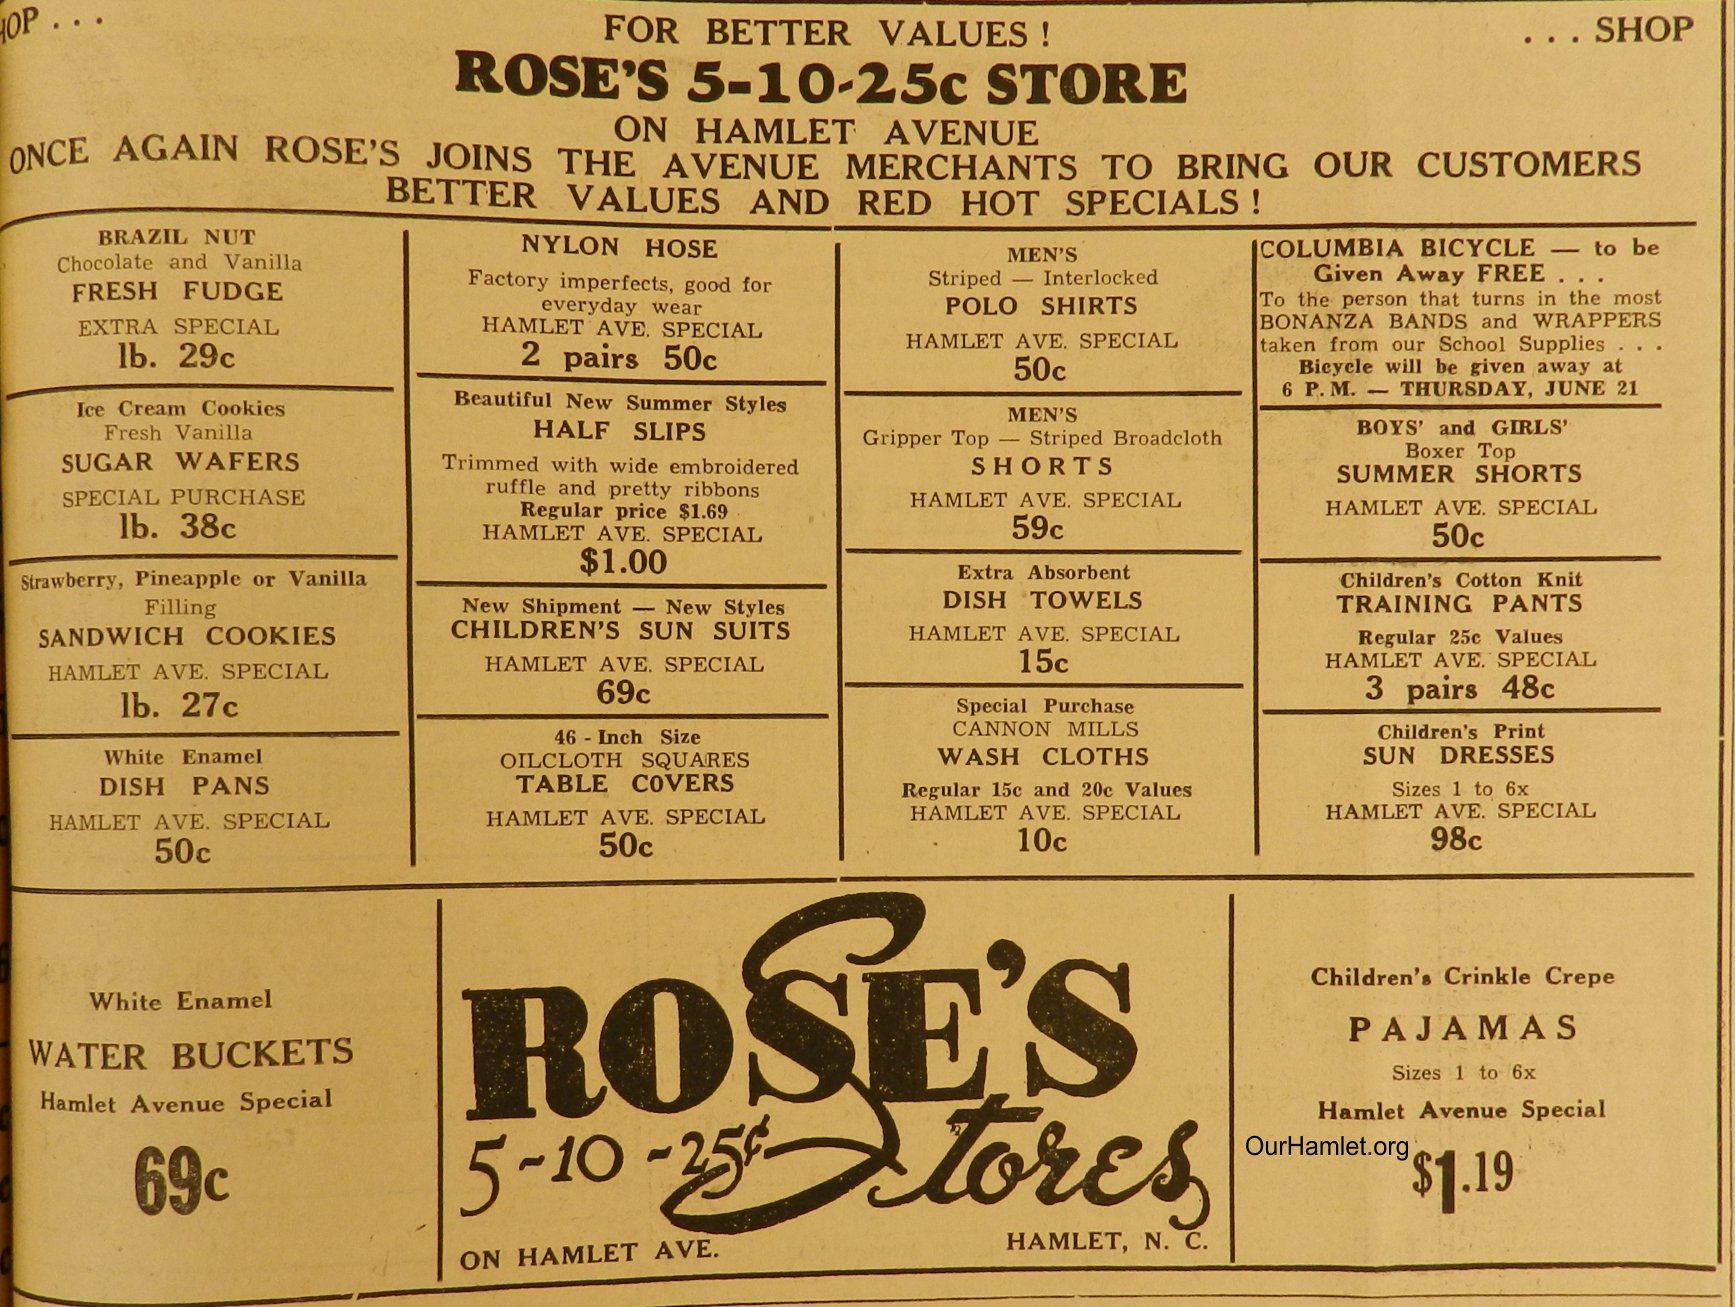 HOP . . .
FOR BETTER VALUES !
. . . SHOP
ROSE'S 5-10-25c STORE
ON HAMLET AVENUE
ONCE AGAIN ROSE'S JOINS THE AVENUE MERCHANTS TO BRING OUR CUSTOMERS
BETTER VALUES AND RED HOT SPECIALS !
BRAZIL NUT
Chocolate and Vanilla
FRESH FUDGE
EXTRA SPECIAL
lb. 29c
Ice Cream Cookies
Fresh Vanilla
SUGAR WAFERS
SPECIAL PURCHASE
lb. 38c
Strawberry, Pineapple or Vanilla
Filling
SANDWICH COOKIES
HAMLET AVE. SPECIAL
lb. 27c
White Enamel
DISH PANS
HAMLET AVE. SPECIAL
50c
NYLON HOSE
Factory imperfects, good for
everyday wear
HAMLET AVE. SPECIAL
2 pairs 50c
Beautiful New Summer Styles
HALF SLIPS
Trimmed with wide embroidered
ruffle and pretty ribbons
Regular price $1.69
HAMLET AVE. SPECIAL
$1.00
New Shipment — New Styles
CHILDREN'S SUN SUITS
HAMLET AVE. SPECIAL
69c
46 - Inch Size
OILCLOTH SQUARES
TABLE COVERS
HAMLET AVE. SPECIAL
50c
MEN'S
Striped — Interlocked
POLO SHIRTS
HAMLET AVE. SPECIAL
50c
MEN'S
Gripper Top — Striped Broadcloth
SHORTS
HAMLET AVE. SPECIAL
59c
Extra Absorbent
DISH TOWELS
HAMLET AVE. SPECIAL
15c
Special Purchase
CANNON MILLS
WASH CLOTHS
Regular 15c and 20c Values
HAMLET AVE. SPECIAL
10c
COLUMBIA BICYCLE — to be
Given Away FREE . . .
To the person that turns in the most
BONANZA BANDS and WRAPPERS
taken from our School Supplies . . .
Bicycle will be given away at
6 P. M. — THURSDAY, JUNE 21
BOYS' and GIRLS'
Boxer Top
SUMMER SHORTS
HAMLET AVE. SPECIAL
50c
Children's Cotton Knit
TRAINING PANTS
Regular 25c Values
HAMLET AVE. SPECIAL
3 pairs 48c
Children's Print
SUN DRESSES
Sizes 1 to 6x
HAMLET AVE. SPECIAL
98c
White Enamel
WATER BUCKETS
Hamlet Avenue Special
69c
ROSE'S
5-10-25¢ Stores
ON HAMLET AVE.
HAMLET, N. C.
Children's Crinkle Crepe
PAJAMAS
Sizes 1 to 6x
Hamlet Avenue Special
OurHamlet.org
$1.19